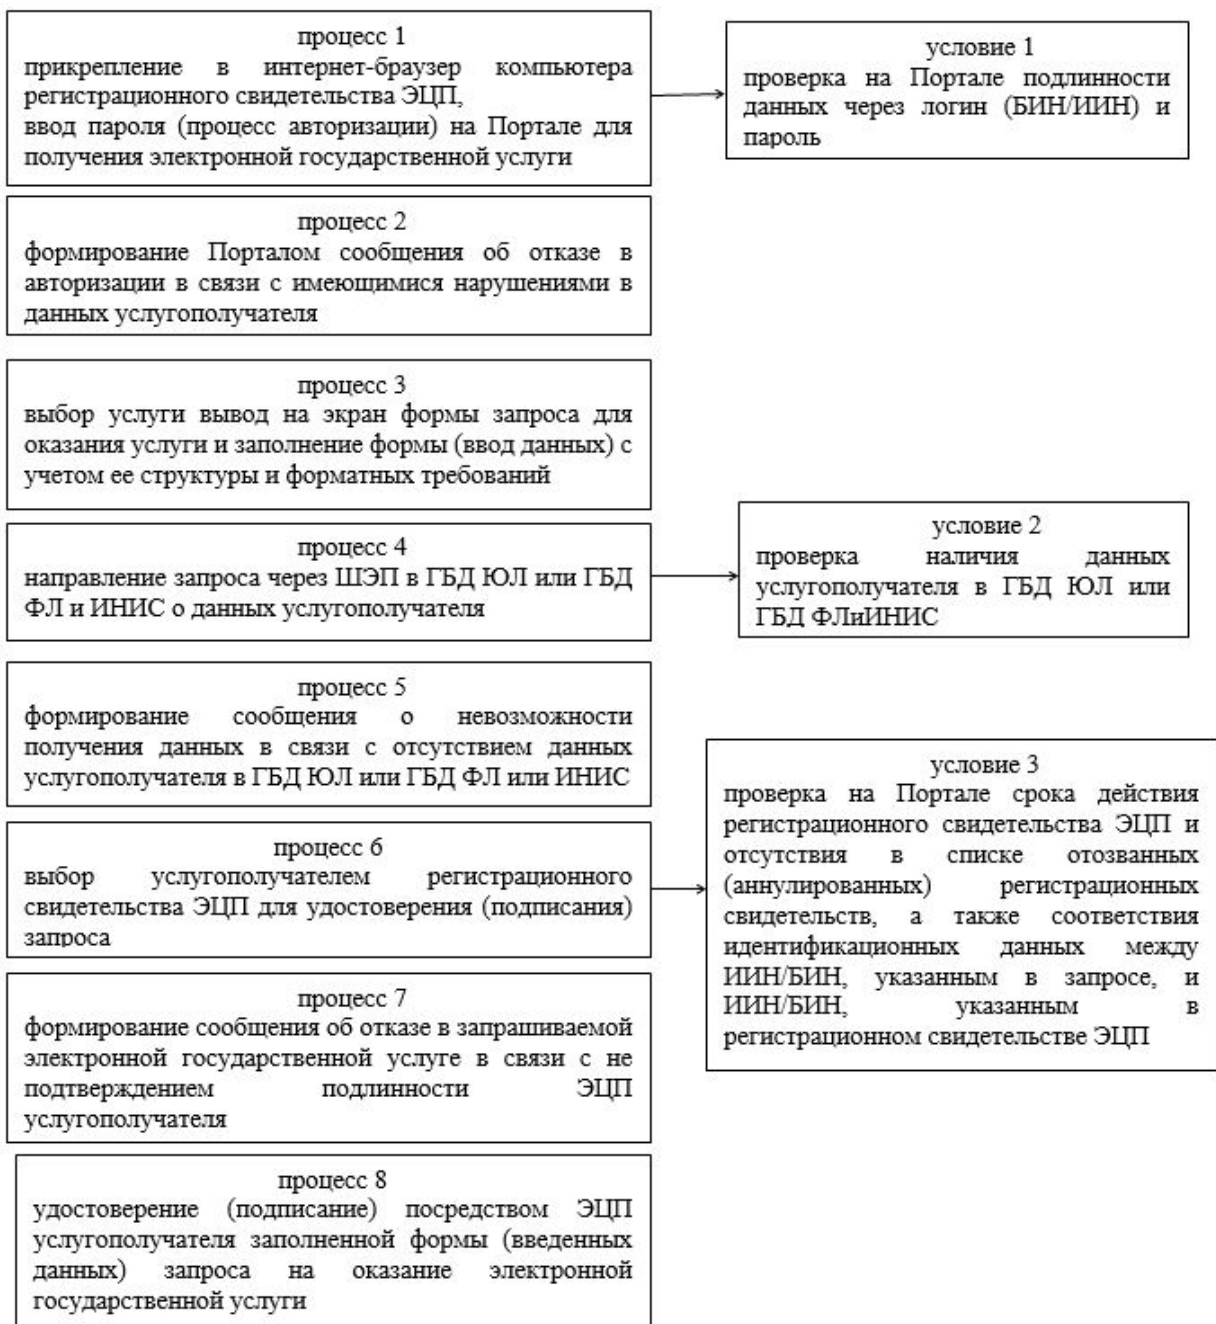 процесс 1
прикрепление в интернет-браузер компьютера
регистрационного свидетельства ЭЦП,
ввод пароля (процесс авторизации) на Портале для
получения электронной государственной услуги
условие 1
проверка на Портале подлинности
данных через логин (БИН/ИИН) и
пароль
процесс 2
формирование Порталом сообщения об отказе в
авторизации в связи с имеющимися нарушениями в
данных услугополучателя
процесс 3
выбор услуги вывод на экран формы запроса для
оказания услуги и заполнение формы (ввод данных) с
учетом ее структуры и форматных требований
процесс 4
направление запроса через ШЭП в ГБД ЮЛ или ГБД
ФЛ и ИНИС о данных услугополучателя
условие 2
проверка наличия данных
услугополучателя в ГБД ЮЛ или
ГБД ФЛиИНИС
процесс 5
формирование сообщения о невозможности
получения данных в связи с отсутствием данных
услугополучателя в ГБД ЮЛ или ГБД ФЛ или ИНИС
процесс 6
выбор услугополучателем регистрационного
свидетельства ЭЦП для удостоверения (подписания)
запроса
условие 3
проверка на Портале срока действия
регистрационного свидетельства ЭЦП и
отсутствия в списке отозванных
(аннулированных) регистрационных
свидетельств, а также соответствия
идентификационных данных между
ИИН/БИН, указанным в запросе, и
ИИН/БИН, указанным в
регистрационном свидетельстве ЭЦП
процесс 7
формирование сообщения об отказе в запрашиваемой
электронной государственной услуге в связи с не
подтверждением подлинности ЭЦП
услугополучателя
процесс 8
удостоверение (подписание) посредством ЭЦП
услугополучателя заполненной формы (введенных
данных) запроса на оказание электронной
государственной услуги